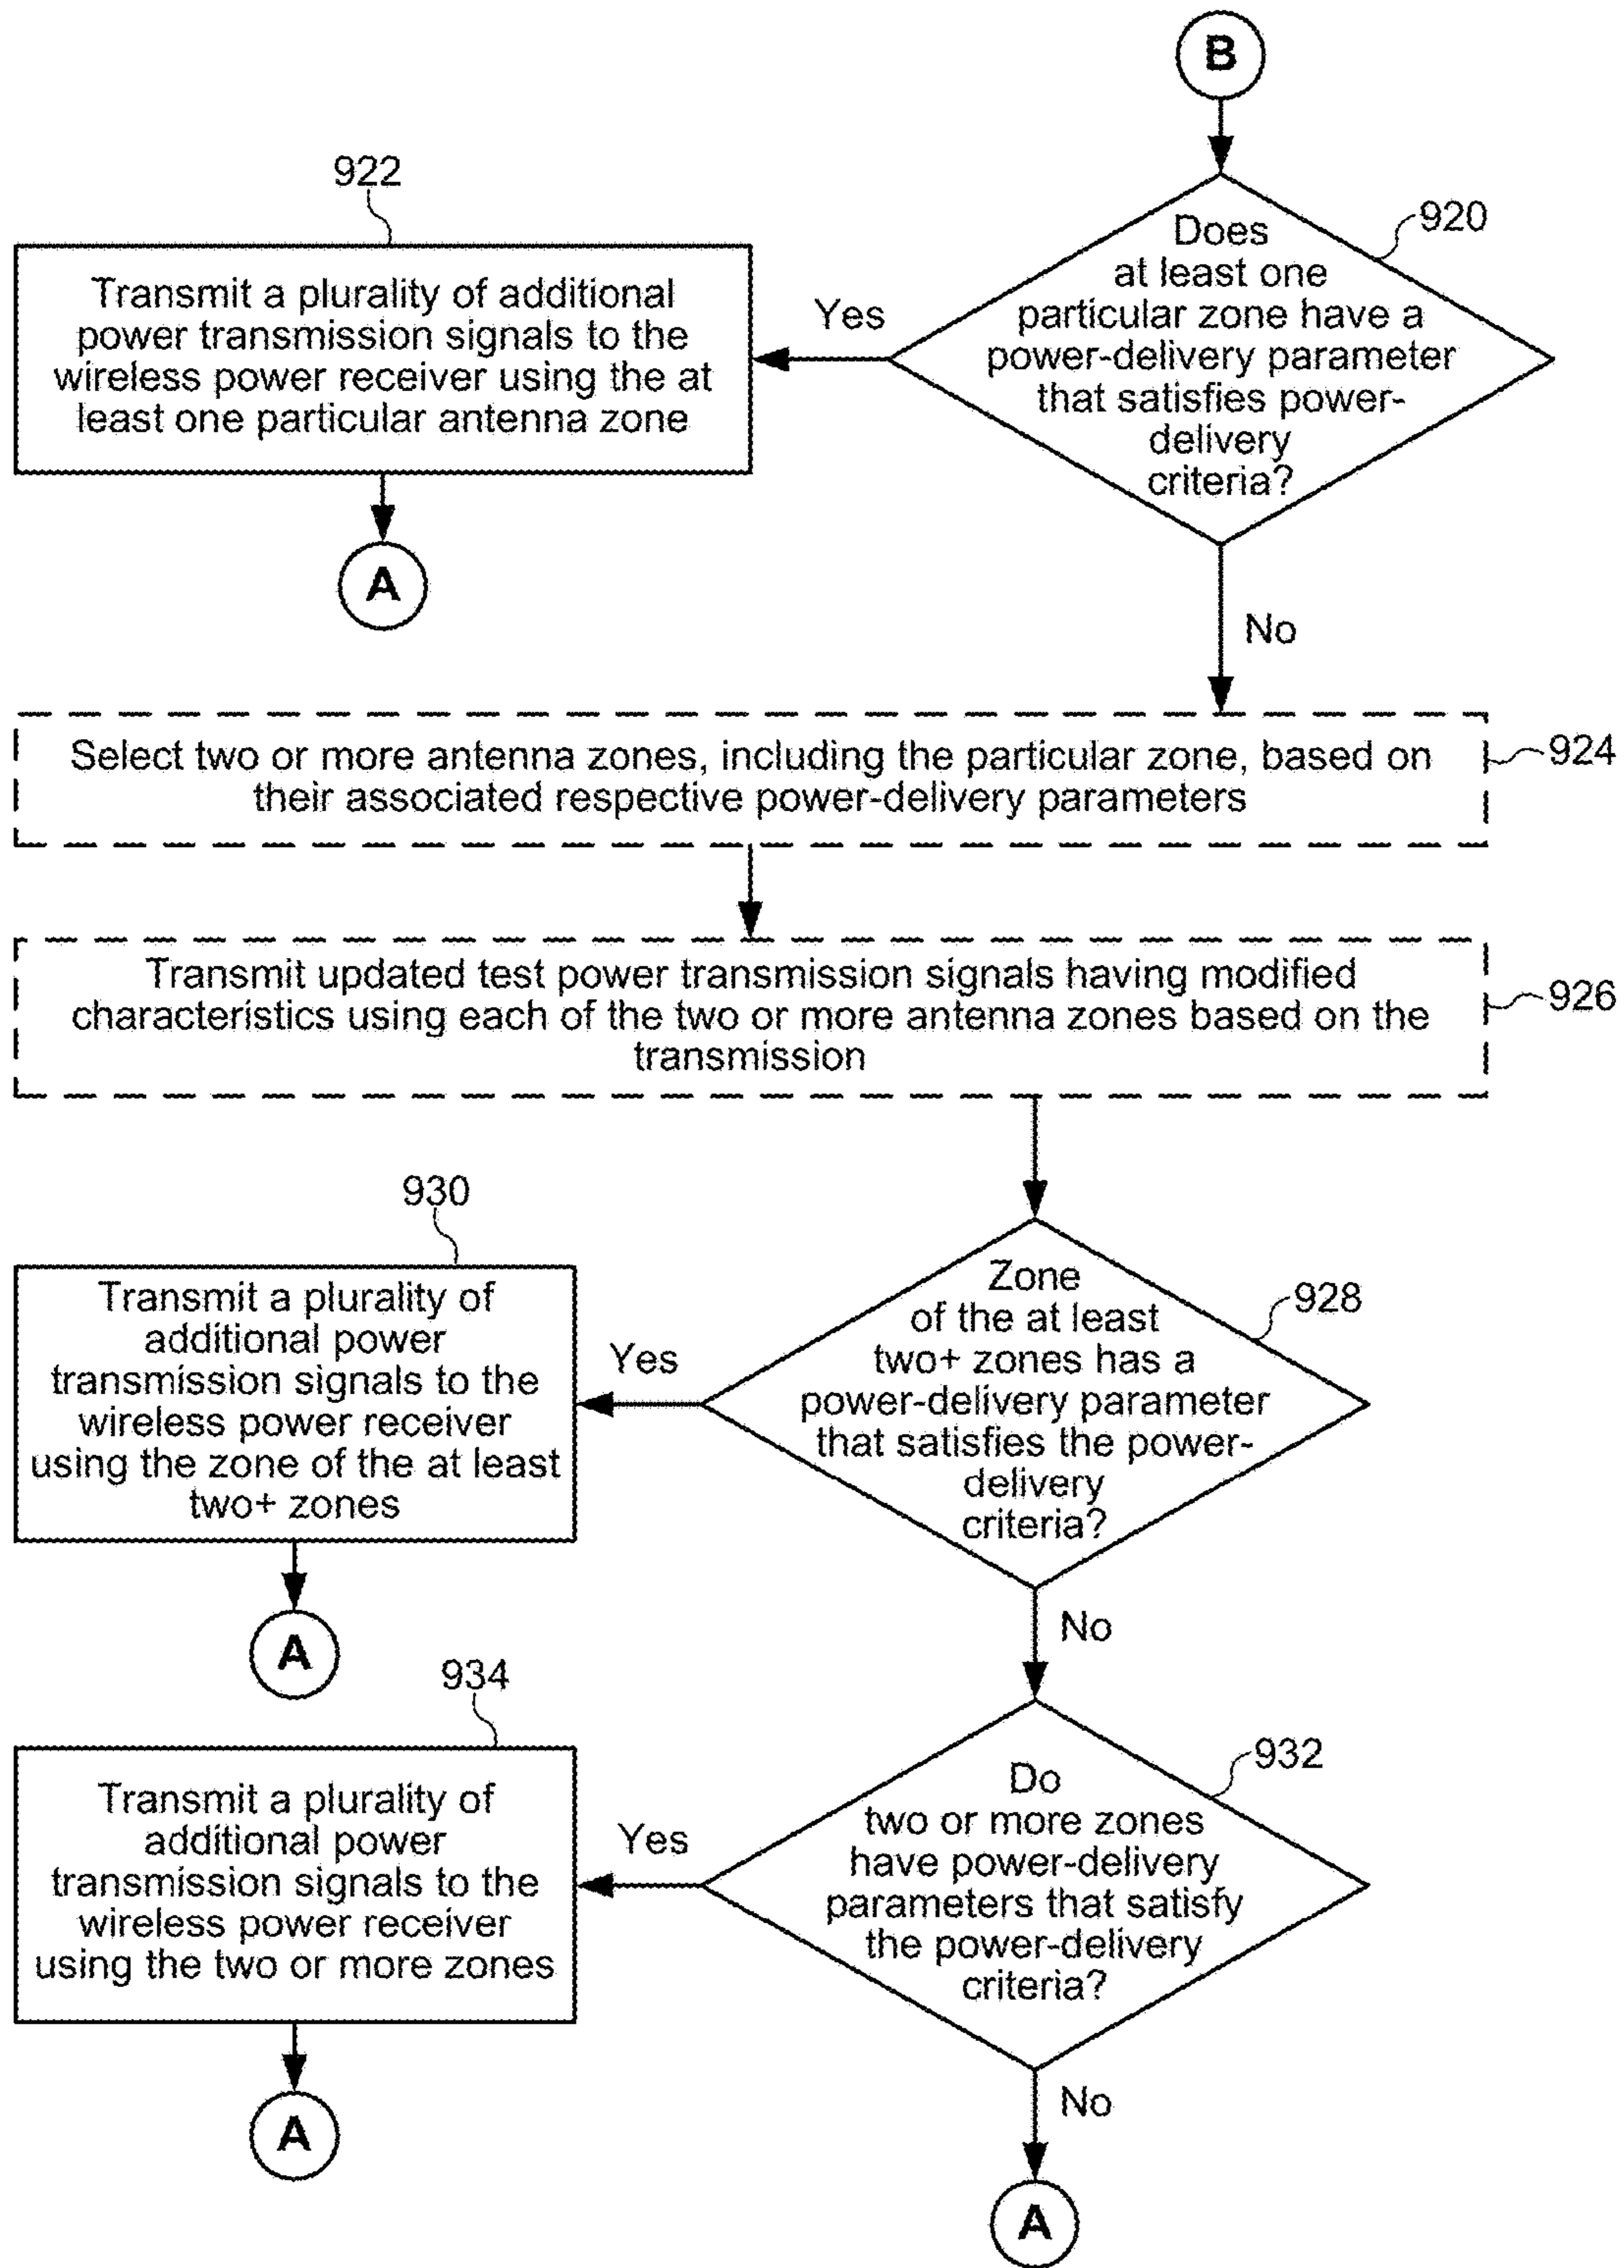 B
920
Does
at least one
particular zone have a
power-delivery parameter
that satisfies power-
delivery
criteria?
Yes
922
Transmit a plurality of additional
power transmission signals to the
wireless power receiver using the at
least one particular antenna zone
A
No
924
Select two or more antenna zones, including the particular zone, based on
their associated respective power-delivery parameters
926
Transmit updated test power transmission signals having modified
characteristics using each of the two or more antenna zones based on the
transmission
928
Zone
of the at least
two+ zones has a
power-delivery parameter
that satisfies the power-
delivery
criteria?
Yes
930
Transmit a plurality of
additional power
transmission signals to the
wireless power receiver
using the zone of the at least
two+ zones
A
No
932
Do
two or more zones
have power-delivery
parameters that satisfy
the power-delivery
criteria?
Yes
934
Transmit a plurality of
additional power
transmission signals to the
wireless power receiver
using the two or more zones
A
No
A